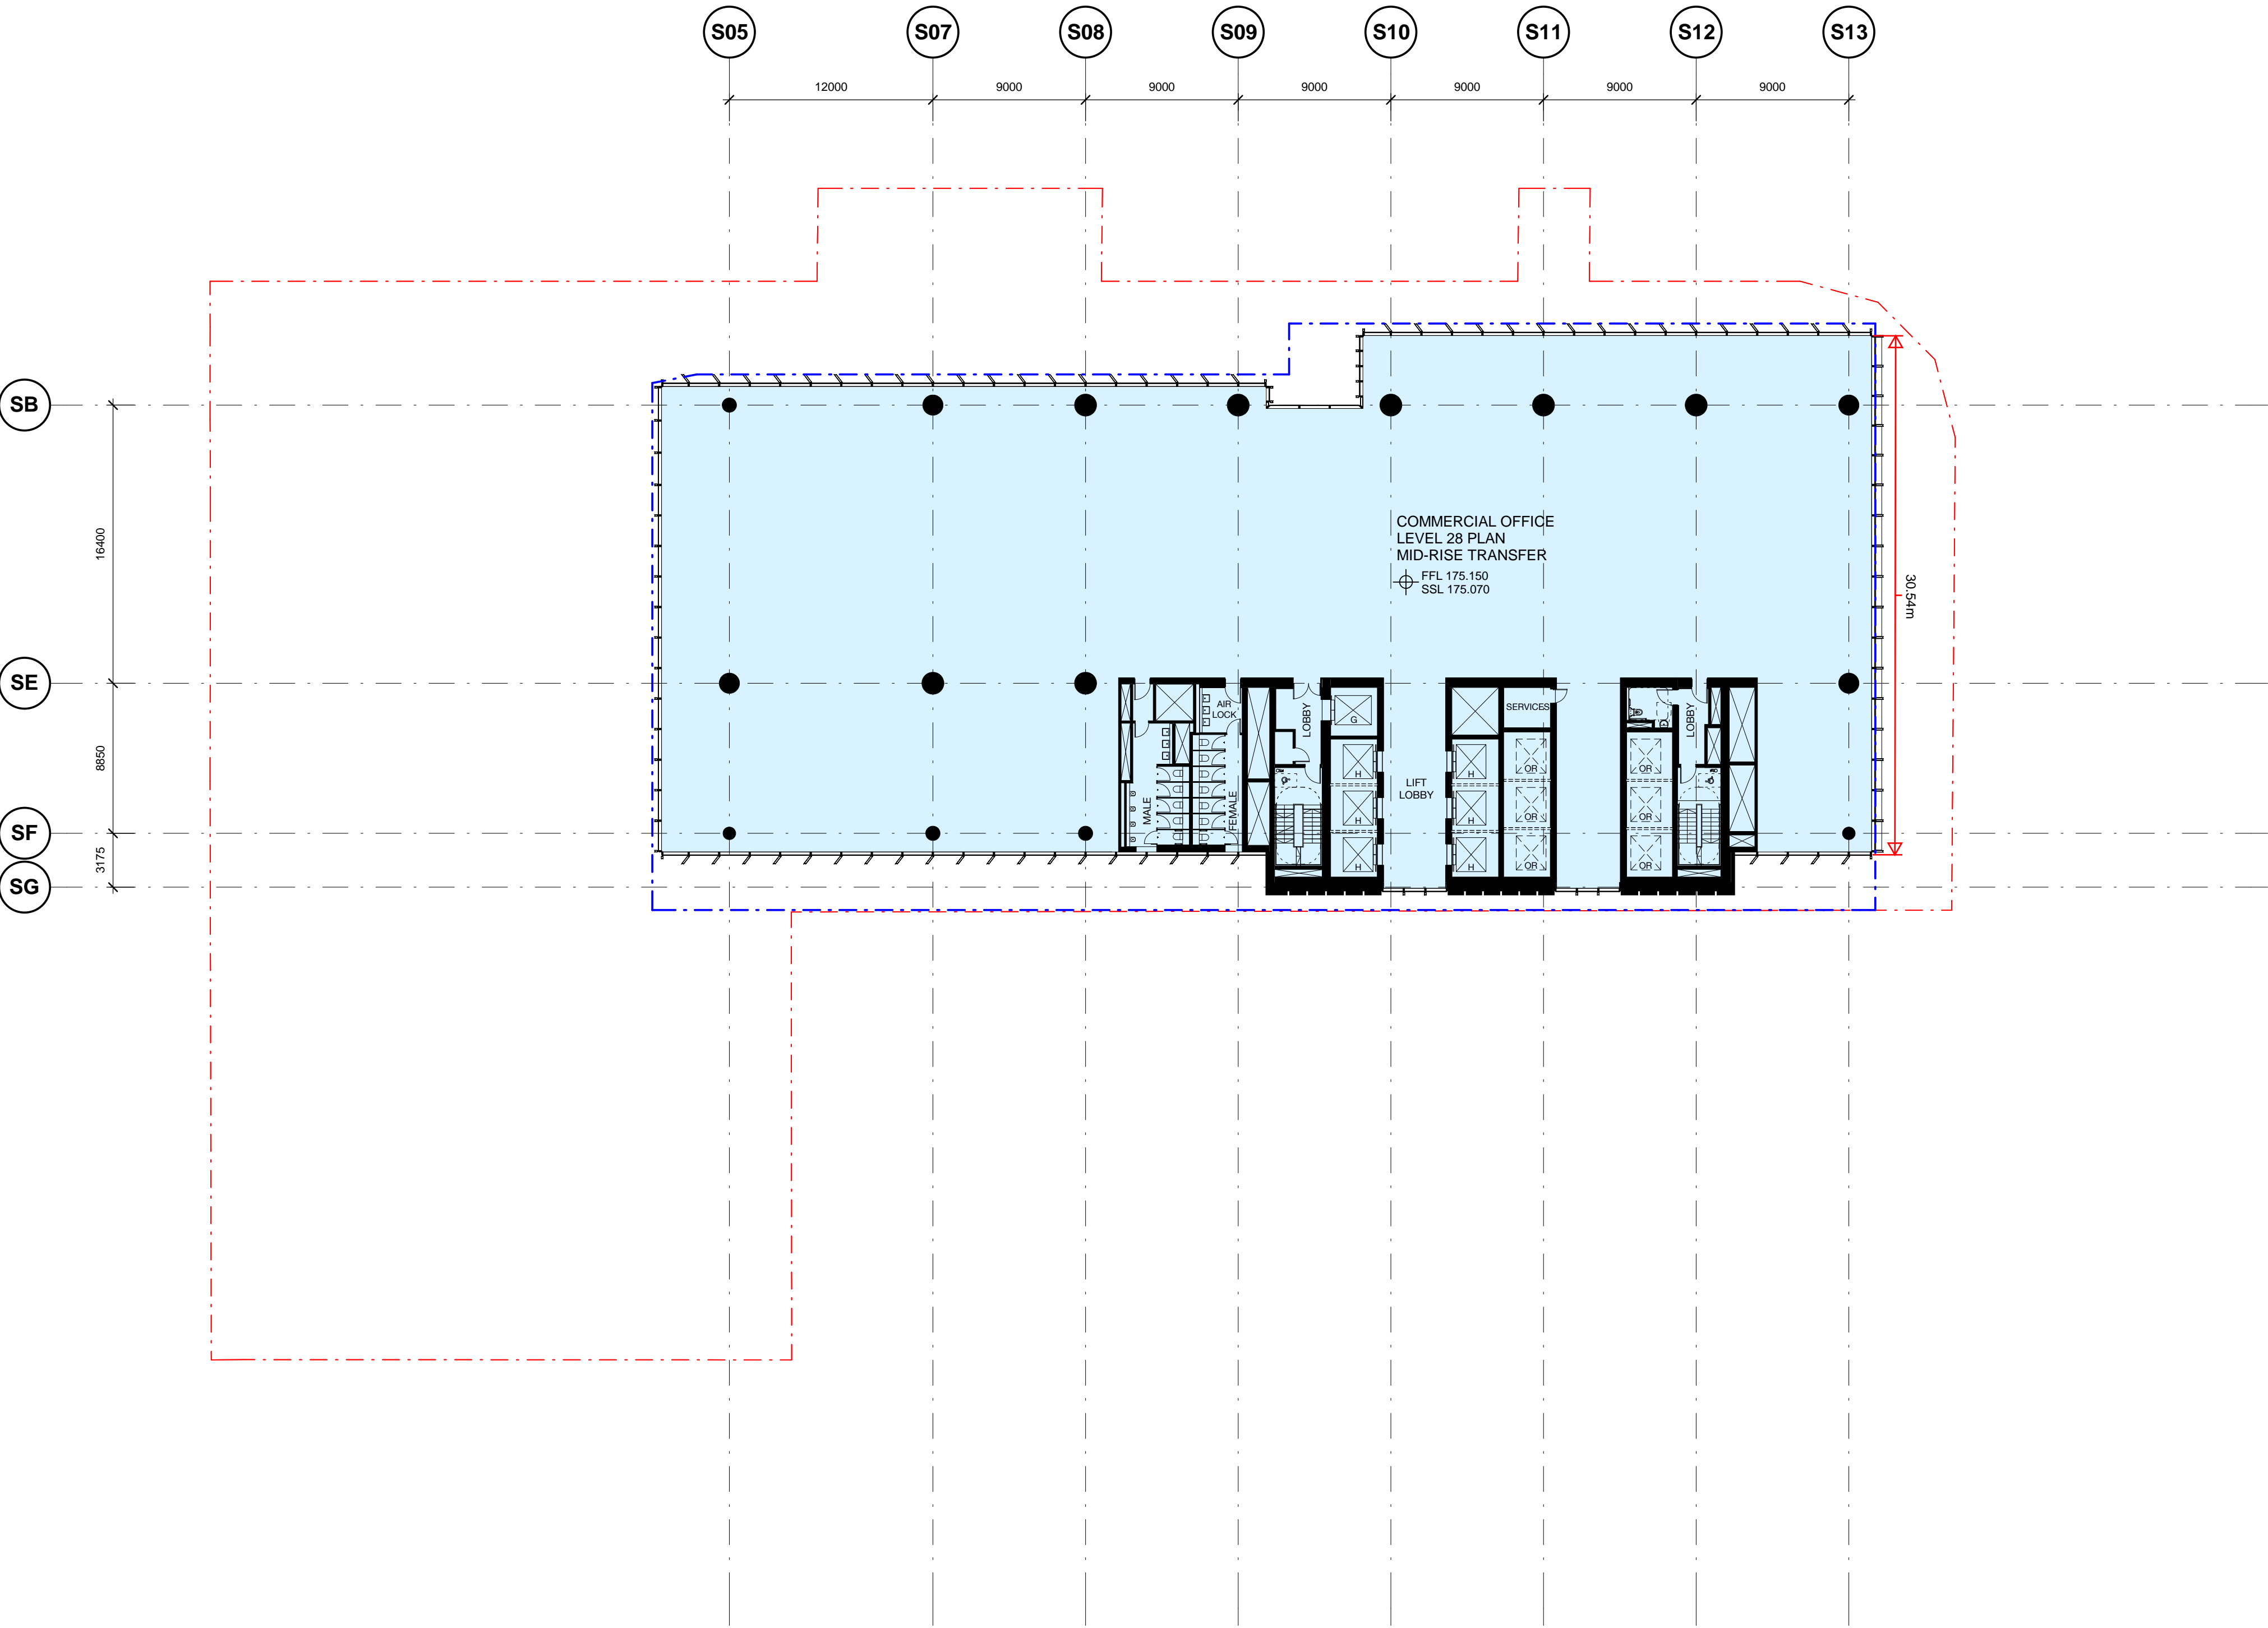 S05 S07 S08 S09 S10 S11 S12 S13
12000 9000 9000 9000 9000 9000 9000
SB
16400
COMMERCIAL OFFICE
LEVEL 28 PLAN
MID-RISE TRANSFER
FFL 175.150
SSL 175.070
30.54m
SE
AIR
LOCK
LOBBY
G
SERVICES
LOBBY
8850
H H OR OR
LIFT
LOBBY
MALE
FEMALE
H H OR OR
SF
3175
H H OR OR
SG